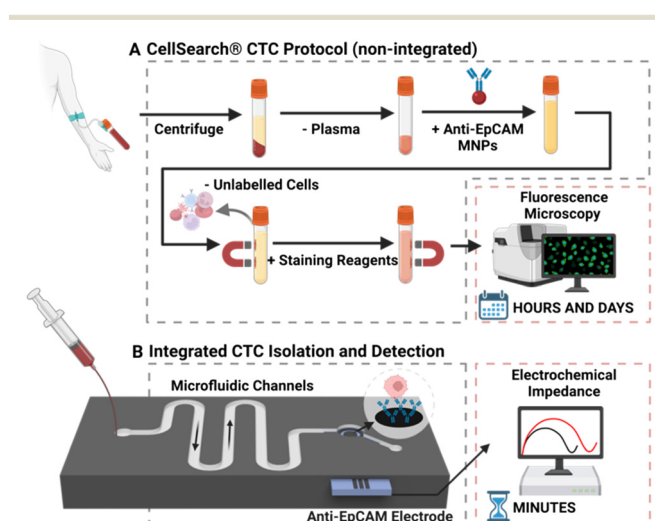 A CellSearch® CTC Protocol (non-integrated)
Centrifuge
- Plasma
+ Anti-EpCAM
MNPs
- Unlabelled Cells
+ Staining Reagents
Fluorescence
Microscopy
HOURS AND DAYS
B Integrated CTC Isolation and Detection
Microfluidic Channels
Electrochemical
Impedance
Anti-EpCAM Electrode
MINUTES